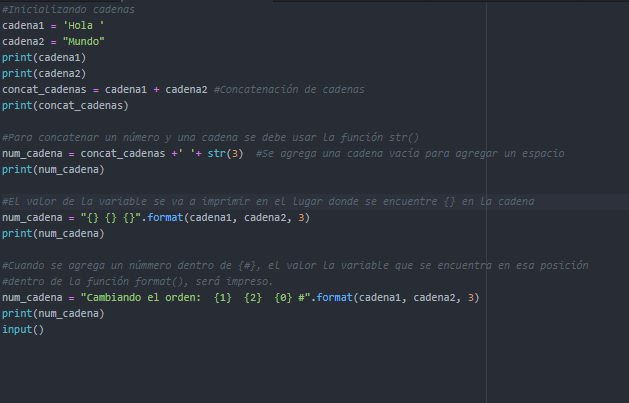 #Inicializando cadenas
cadena1 = 'Hola '
cadena2 = "Mundo"
print(cadena1)
print(cadena2)
concat_cadenas = cadena1 + cadena2 #Concatenación de cadenas
print(concat_cadenas)
#Para concatenar un número y una cadena se debe usar la función str()
num_cadena = concat_cadenas +' '+ str(3)  #Se agrega una cadena vacía para agregar un espacio
print(num_cadena)
#El valor de la variable se va a imprimir en el lugar donde se encuentre {} en la cadena
num_cadena = "{} {} {}".format(cadena1, cadena2, 3)
print(num_cadena)
#Cuando se agrega un númmero dentro de {#}, el valor la variable que se encuentra en esa posición
#dentro de la función format(), será impreso.
num_cadena = "Cambiando el orden:  {1}  {2}  {0} #".format(cadena1, cadena2, 3)
print(num_cadena)
input()